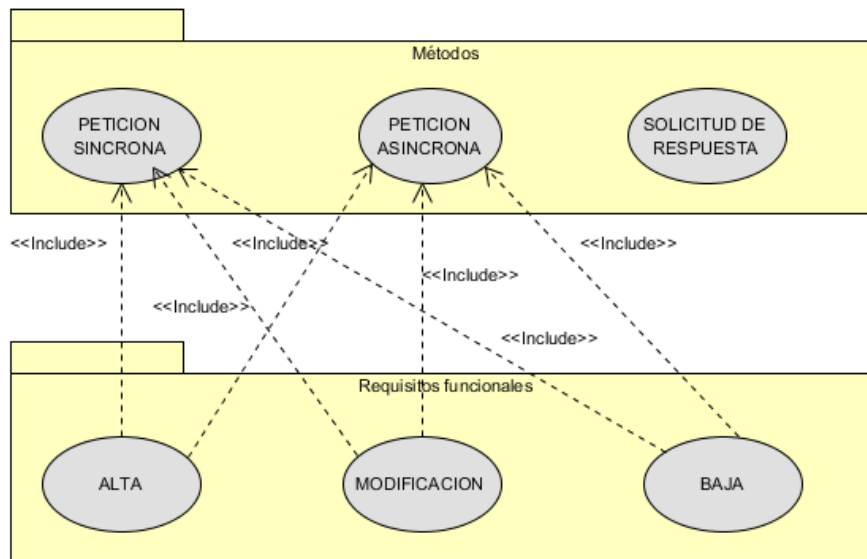 Métodos
PETICION
SINCRONA
PETICION
ASINCRONA
SOLICITUD DE
RESPUESTA
<<Include>>
<<Include>>
<<Include>>
<<Include>>
<<Include>>
<<Include>>
Requisitos funcionales
ALTA
MODIFICACION
BAJA